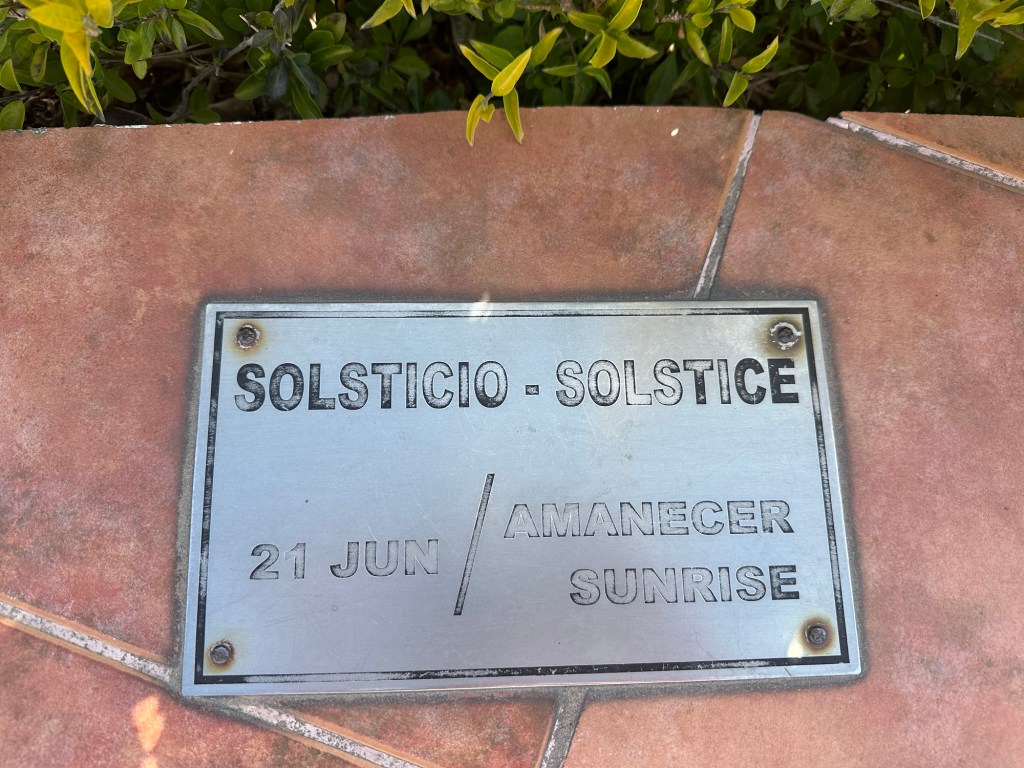 SOLSTICIO - SOLSTICE
21 JUN / AMANECER
SUNRISE